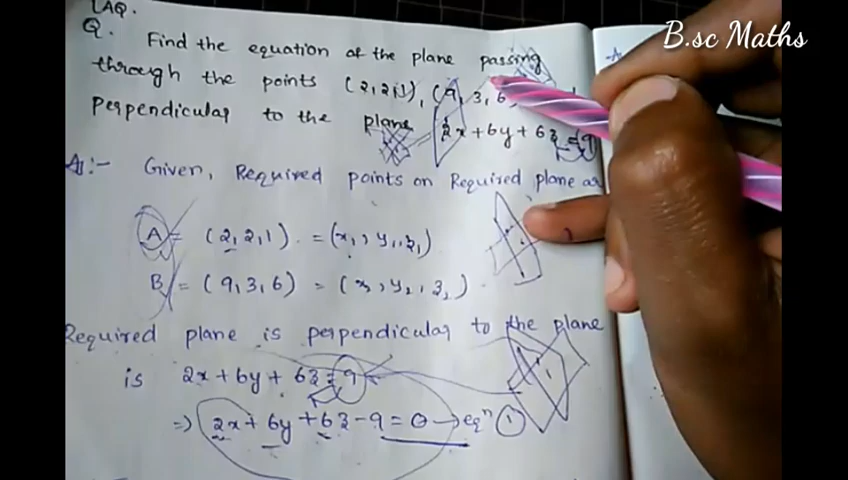 LAQ.
B.sc Maths
Q. Find the equation of the plane passing
through the points (2,2,1), (9, 3, 6)
perpendicular to the plane 2x + 6y + 6z = 9
A:- Given, Required points on Required plane ar
A = (2, 2, 1) = (x₁, y₁, z₁)
B = (9, 3, 6) = (x₂, y₂, z₂)
Required plane is perpendicular to the plane
is 2x + 6y + 6z = 9
⇒ 2x + 6y + 6z - 9 = 0 → eqⁿ ①